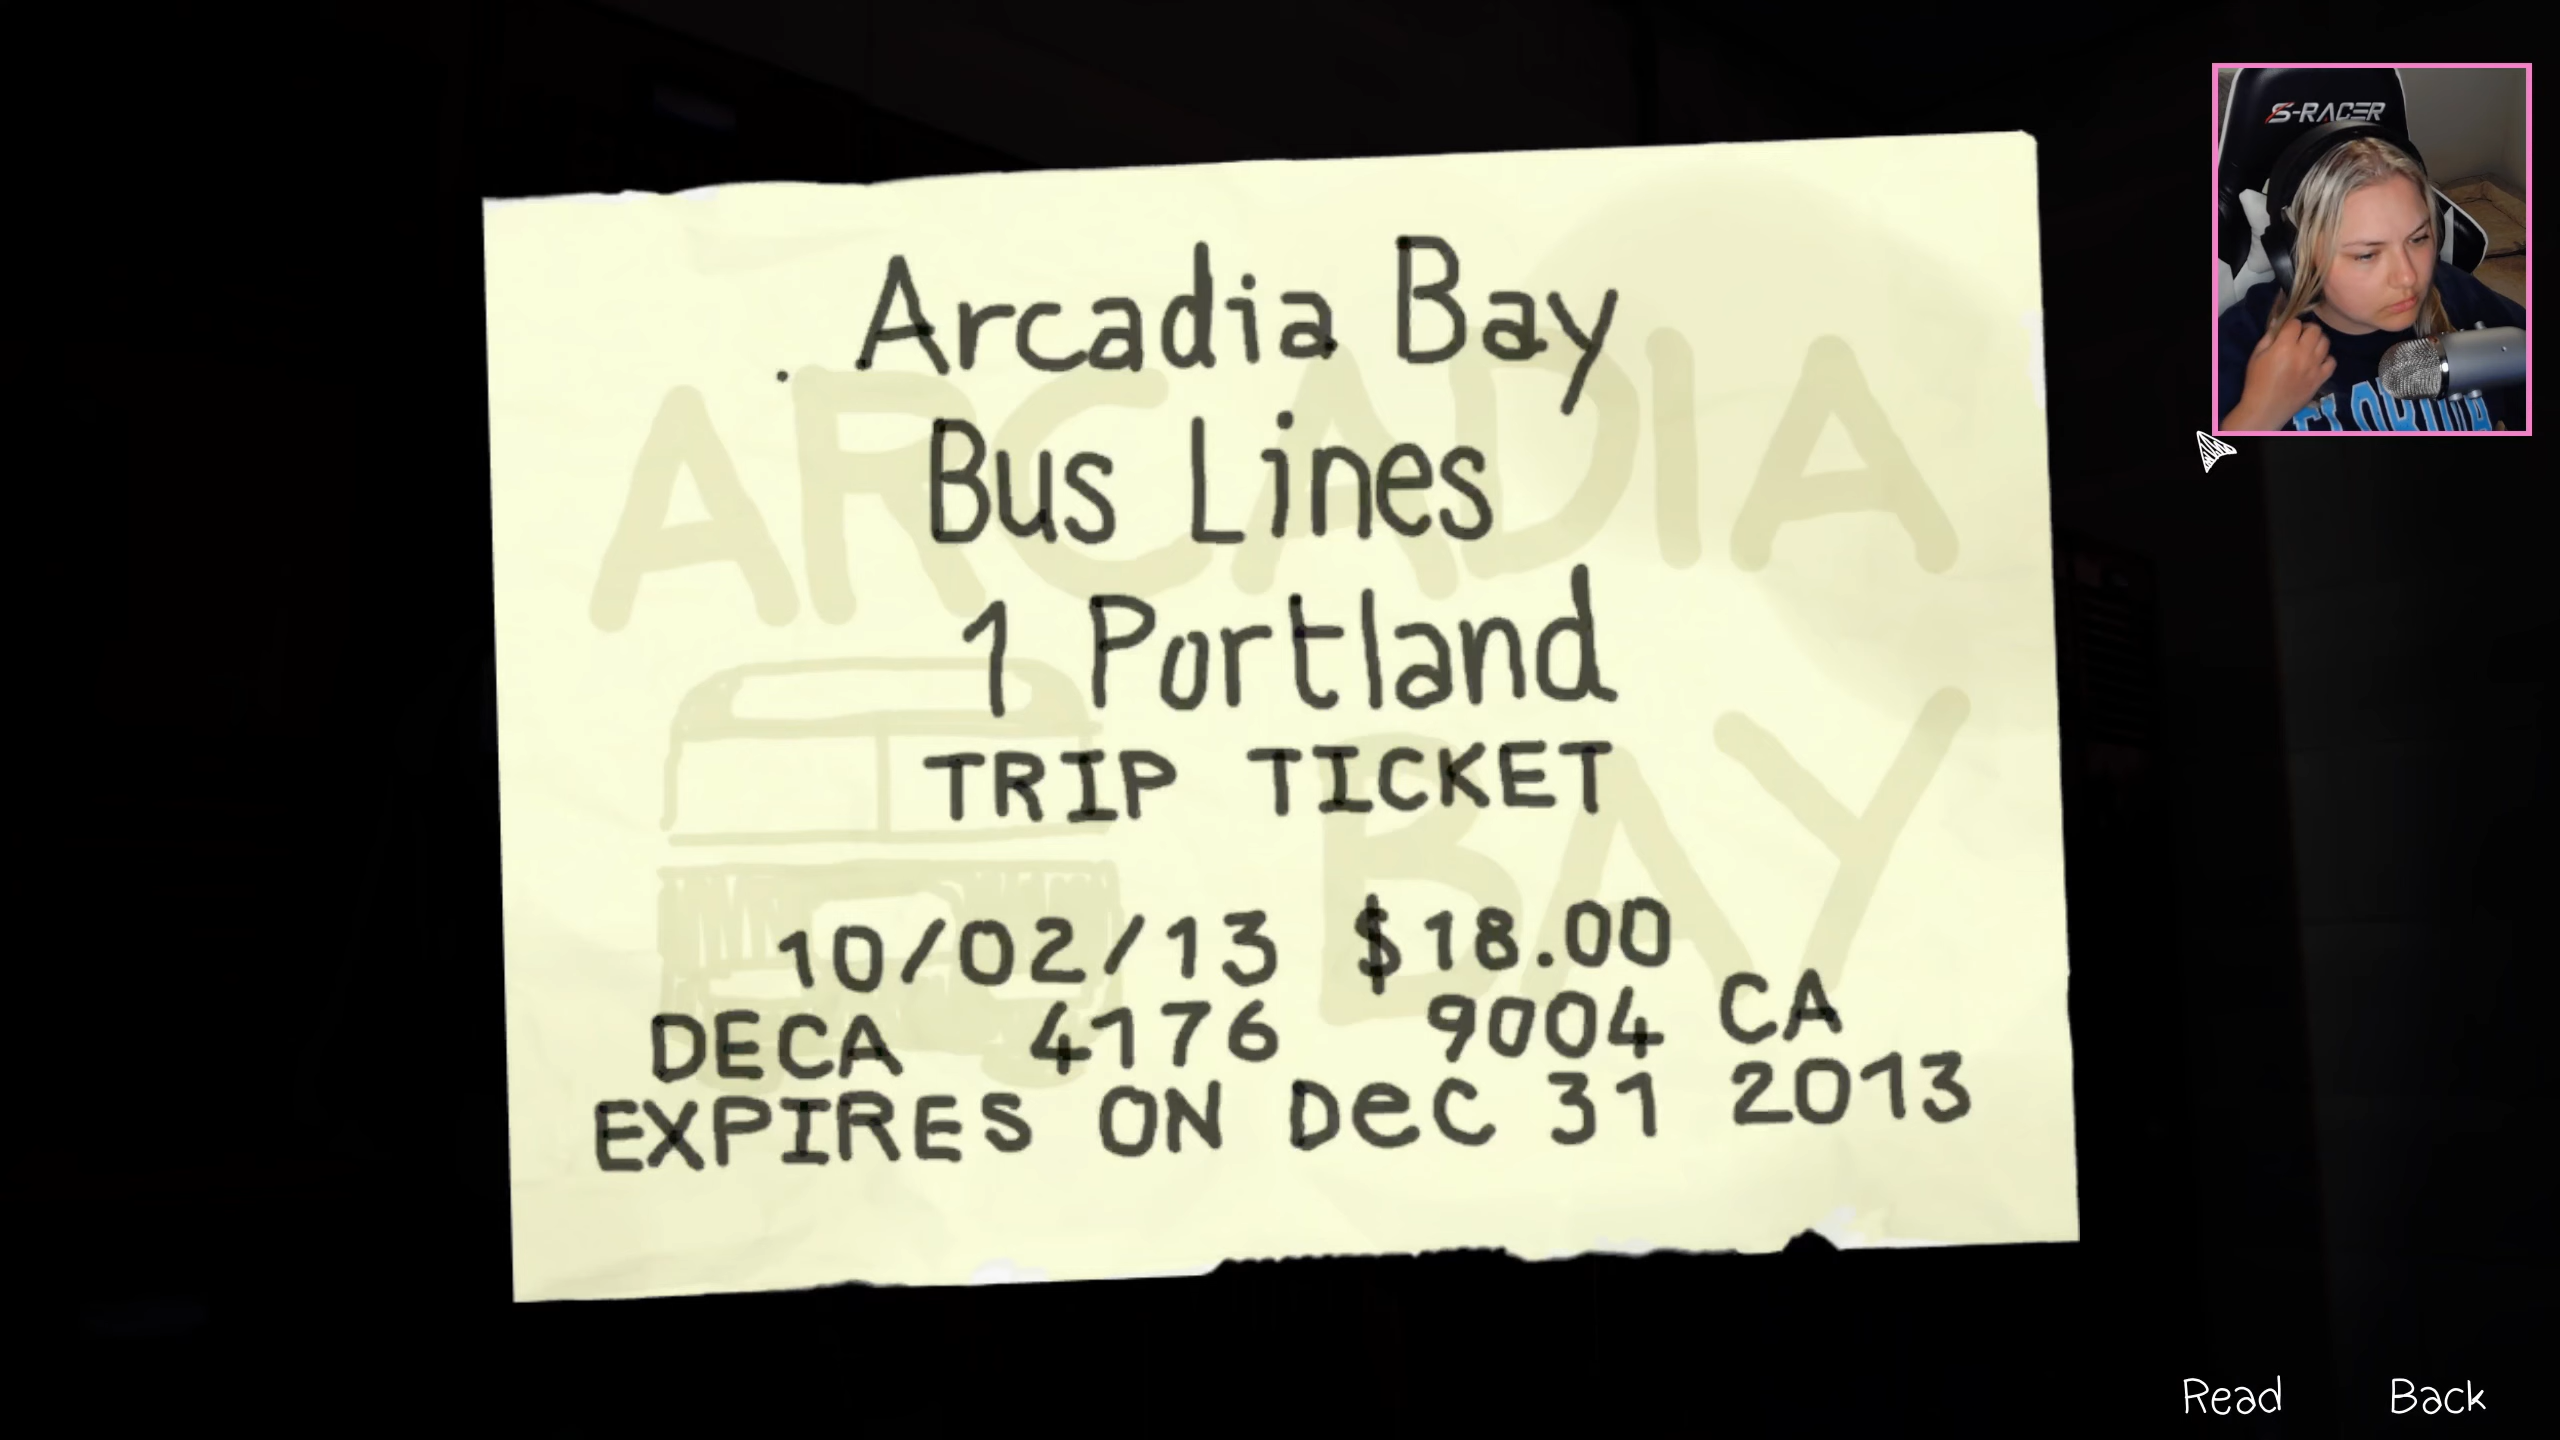 S-RACER
Arcadia Bay
Bus Lines
1 Portland
TRIP TICKET
10/02/13 $18.00
DECA 4176 9004 CA
EXPIRES ON DeC 31 2013
ARCADIA
BAY
FLORIDA
Read Back